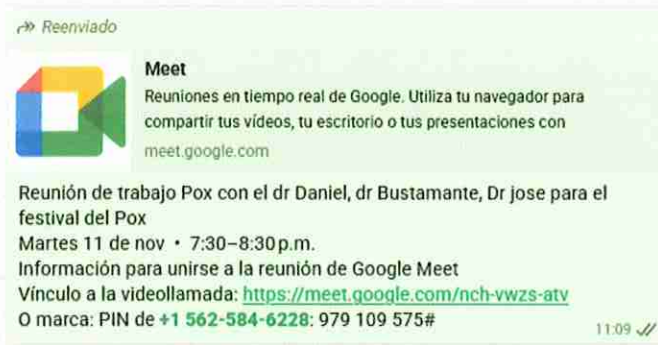 Reenviado
Meet
Reuniones en tiempo real de Google. Utiliza tu navegador para
compartir tus vídeos, tu escritorio o tus presentaciones con
meet.google.com
Reunión de trabajo Pox con el dr Daniel, dr Bustamante, Dr jose para el
festival del Pox
Martes 11 de nov · 7:30–8:30 p.m.
Información para unirse a la reunión de Google Meet
Vínculo a la videollamada: https://meet.google.com/nch-vwzs-atv
O marca: PIN de +1 562-584-6228: 979 109 575#
11:09